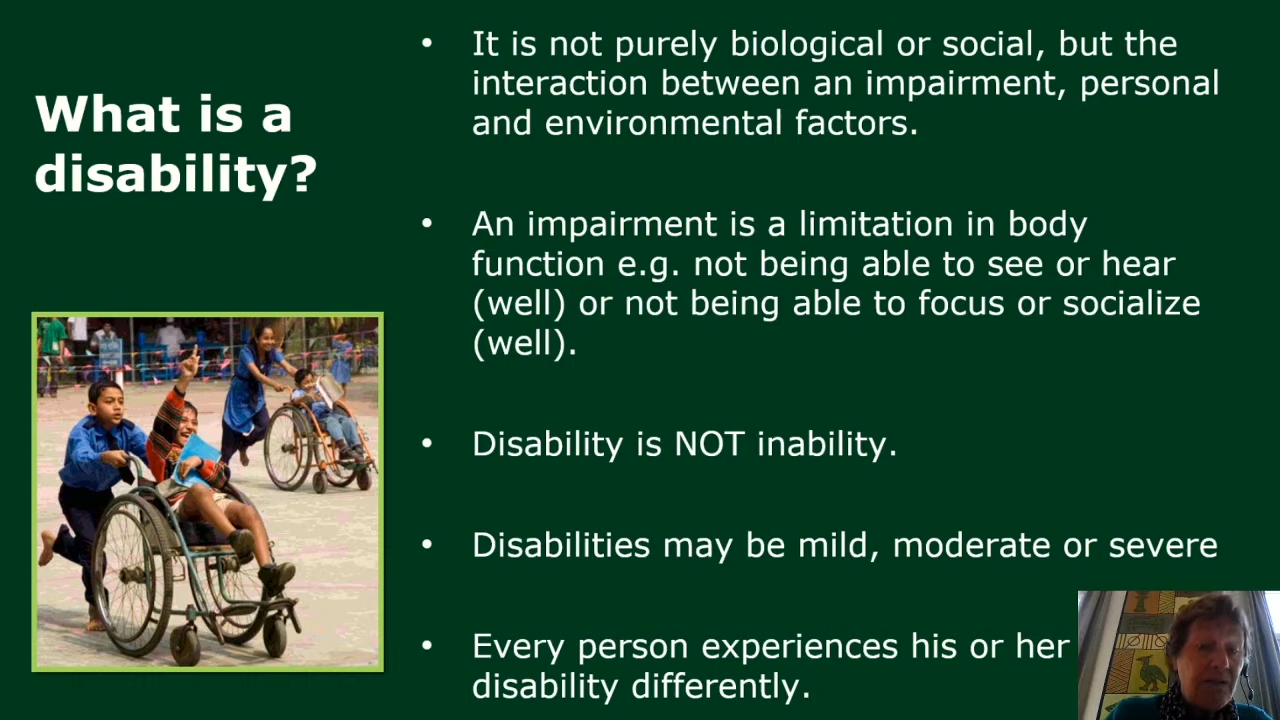 What is a
disability?
• It is not purely biological or social, but the
interaction between an impairment, personal
and environmental factors.
• An impairment is a limitation in body
function e.g. not being able to see or hear
(well) or not being able to focus or socialize
(well).
• Disability is NOT inability.
• Disabilities may be mild, moderate or severe
• Every person experiences his or her
disability differently.